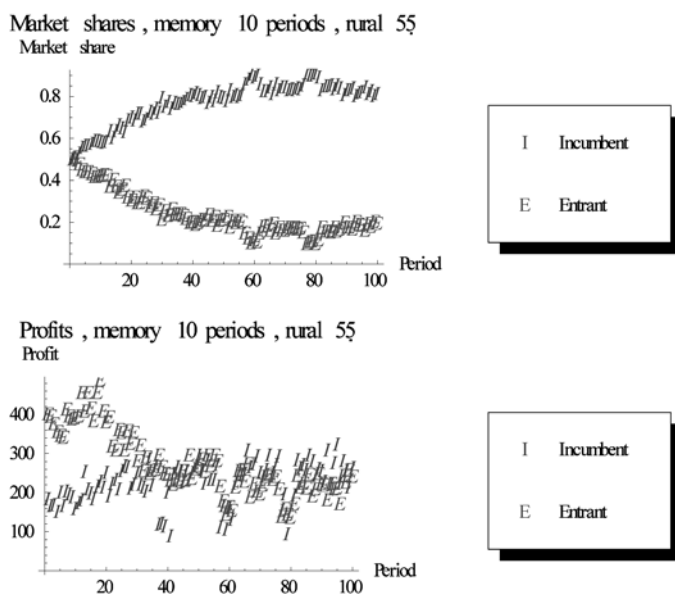 Market shares , memory 10 periods , rural 55
Market share
0.8
0.6
0.4
0.2
20 40 60 80 100
Period
I Incumbent
E Entrant
Profits , memory 10 periods , rural 55
Profit
400
300
200
100
20 40 60 80 100
Period
I Incumbent
E Entrant